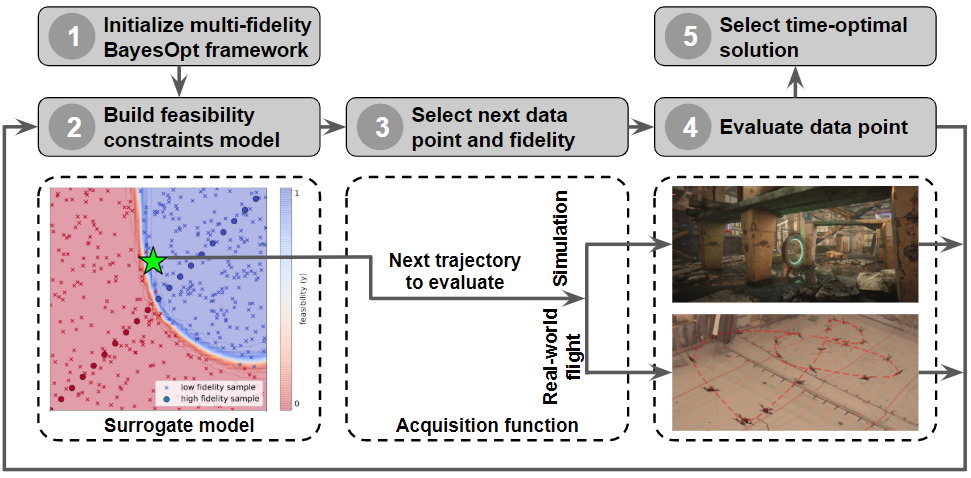 1
Initialize multi-fidelity
BayesOpt framework
5
Select time-optimal
solution
2
Build feasibility
constraints model
3
Select next data
point and fidelity
4
Evaluate data point
1
feasibility (y)
0
low fidelity sample
high fidelity sample
Surrogate model
Next trajectory
to evaluate
Simulation
Real-world
flight
Acquisition function